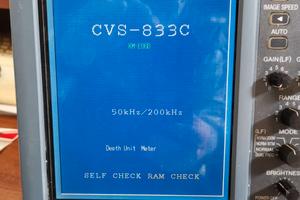 CVS-833C
50kHz/200kHz
Depth Unit Meter
SELF CHECK RAM CHECK
IMAGE SPEED
AUTO
GAIN(LF)
RANGE
(LF) MODE
BRIGHTNESS